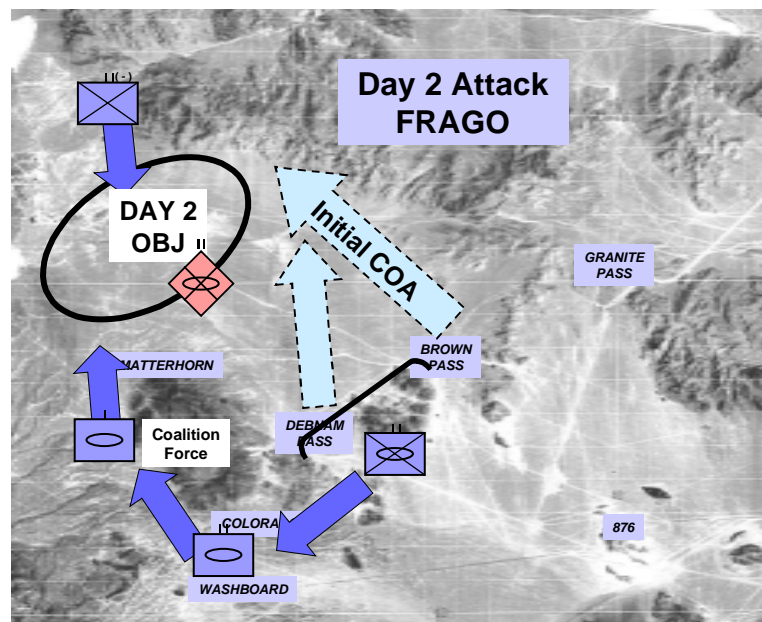 (-)
Day 2 Attack
FRAGO
DAY 2
OBJ
Initial COA
GRANITE
PASS
BROWN
PASS
MATTERHORN
DEBNAM
PASS
Coalition
Force
COLORA
876
WASHBOARD